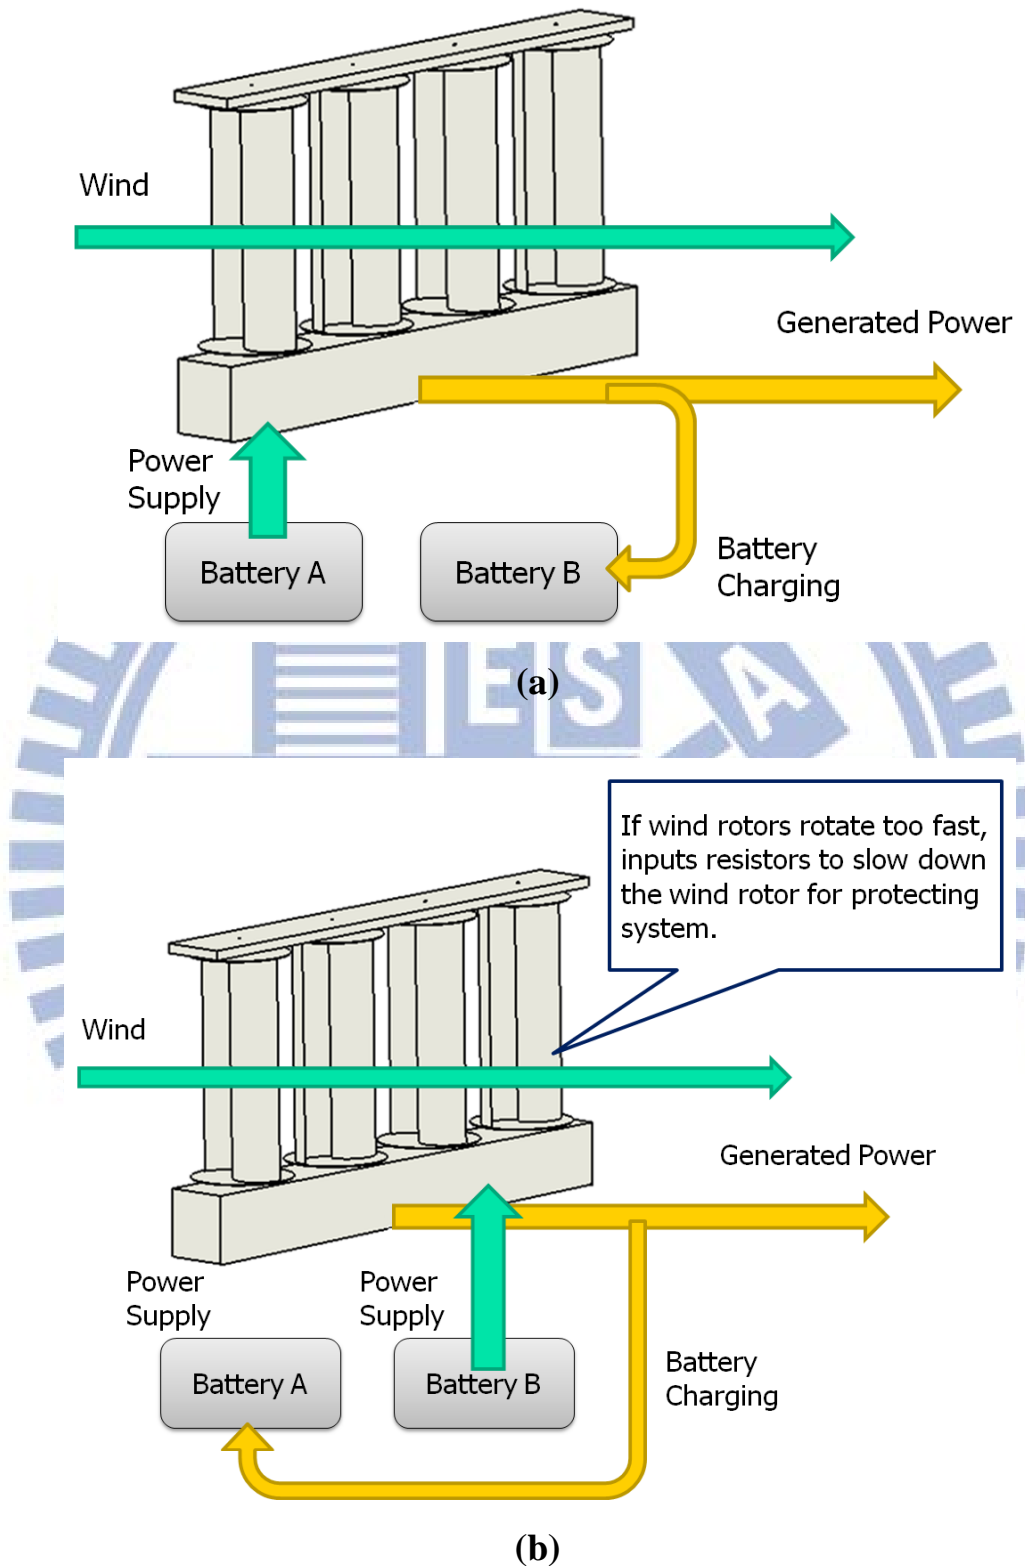 Wind
Generated Power
Power
Supply
Battery A
Battery B
Battery
Charging
(a)
ESA
If wind rotors rotate too fast,
inputs resistors to slow down
the wind rotor for protecting
system.
Wind
Generated Power
Power
Supply
Power
Supply
Battery A
Battery B
Battery
Charging
(b)